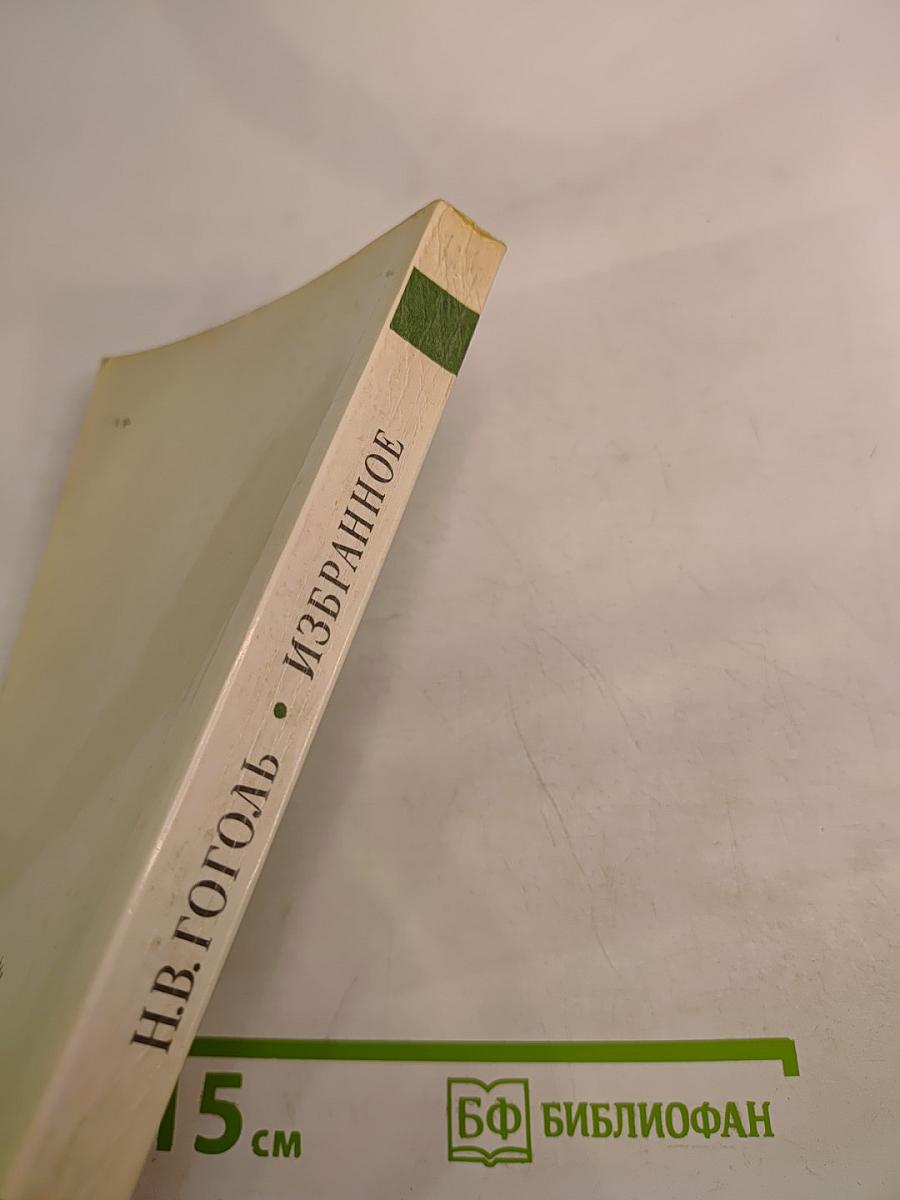 Н.В. ГОГОЛЬ • ИЗБРАННОЕ
15 см
БФ БИБЛИОФАН